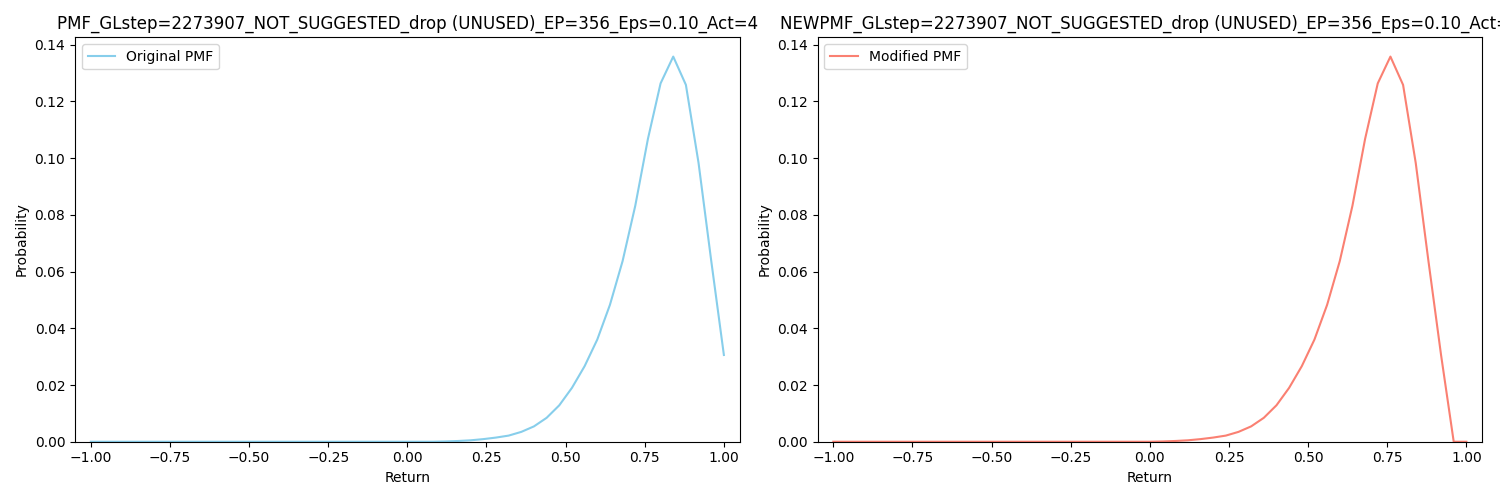 PMF_GLstep=2273907_NOT_SUGGESTED_drop (UNUSED)_EP=356_Eps=0.10_Act=4
Original PMF
0.14
0.12
0.10
0.08
0.06
0.04
0.02
0.00
Probability
−1.00 −0.75 −0.50 −0.25 0.00 0.25 0.50 0.75 1.00
Return
NEWPMF_GLstep=2273907_NOT_SUGGESTED_drop (UNUSED)_EP=356_Eps=0.10_Act=
Modified PMF
0.14
0.12
0.10
0.08
0.06
0.04
0.02
0.00
Probability
−1.00 −0.75 −0.50 −0.25 0.00 0.25 0.50 0.75 1.00
Return